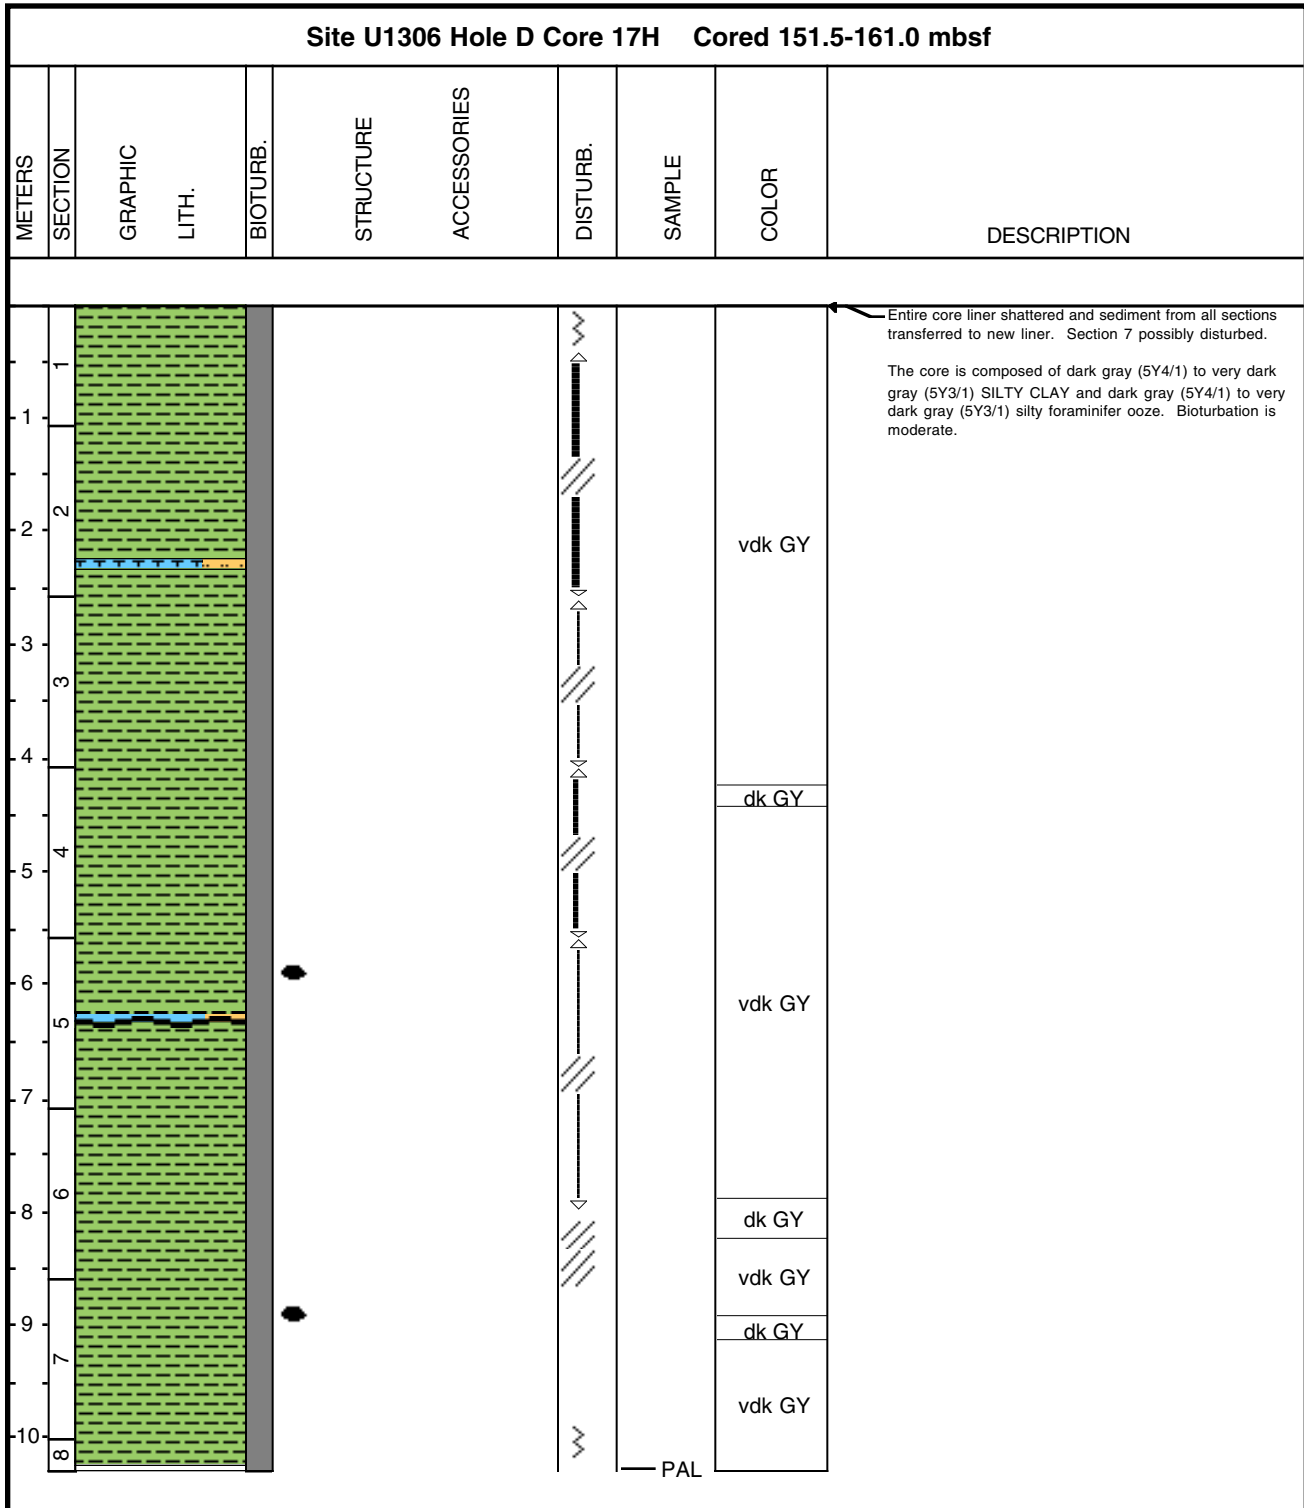 Site U1306 Hole D Core 17H Cored 151.5-161.0 mbsf
METERS
SECTION
GRAPHIC
LITH.
BIOTURB.
STRUCTURE
ACCESSORIES
DISTURB.
SAMPLE
COLOR
DESCRIPTION
Entire core liner shattered and sediment from all sections
transferred to new liner. Section 7 possibly disturbed.
The core is composed of dark gray (5Y4/1) to very dark
gray (5Y3/1) SILTY CLAY and dark gray (5Y4/1) to very
dark gray (5Y3/1) silty foraminifer ooze. Bioturbation is
moderate.
1
1
2
2
vdk GY
3
3
4
dk GY
4
5
6
vdk GY
5
7
6
8
dk GY
vdk GY
9
dk GY
7
vdk GY
10
8
PAL